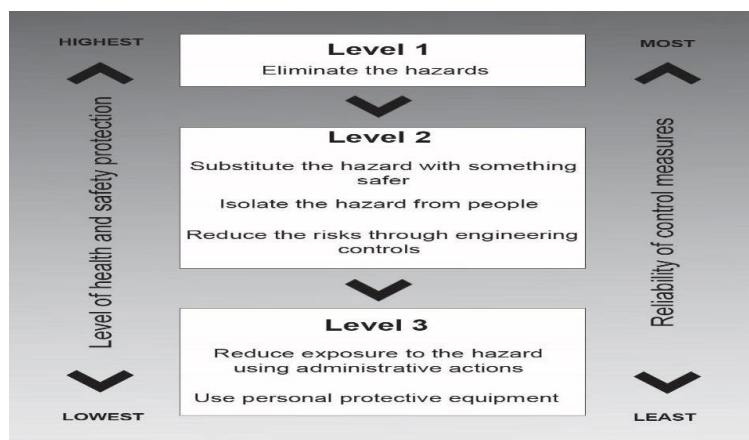 HIGHEST
Level 1
Eliminate the hazards
MOST
Level of health and safety protection
Level 2
Substitute the hazard with something
safer
Isolate the hazard from people
Reduce the risks through engineering
controls
Reliability of control measures
Level 3
Reduce exposure to the hazard
using administrative actions
Use personal protective equipment
LOWEST
LEAST